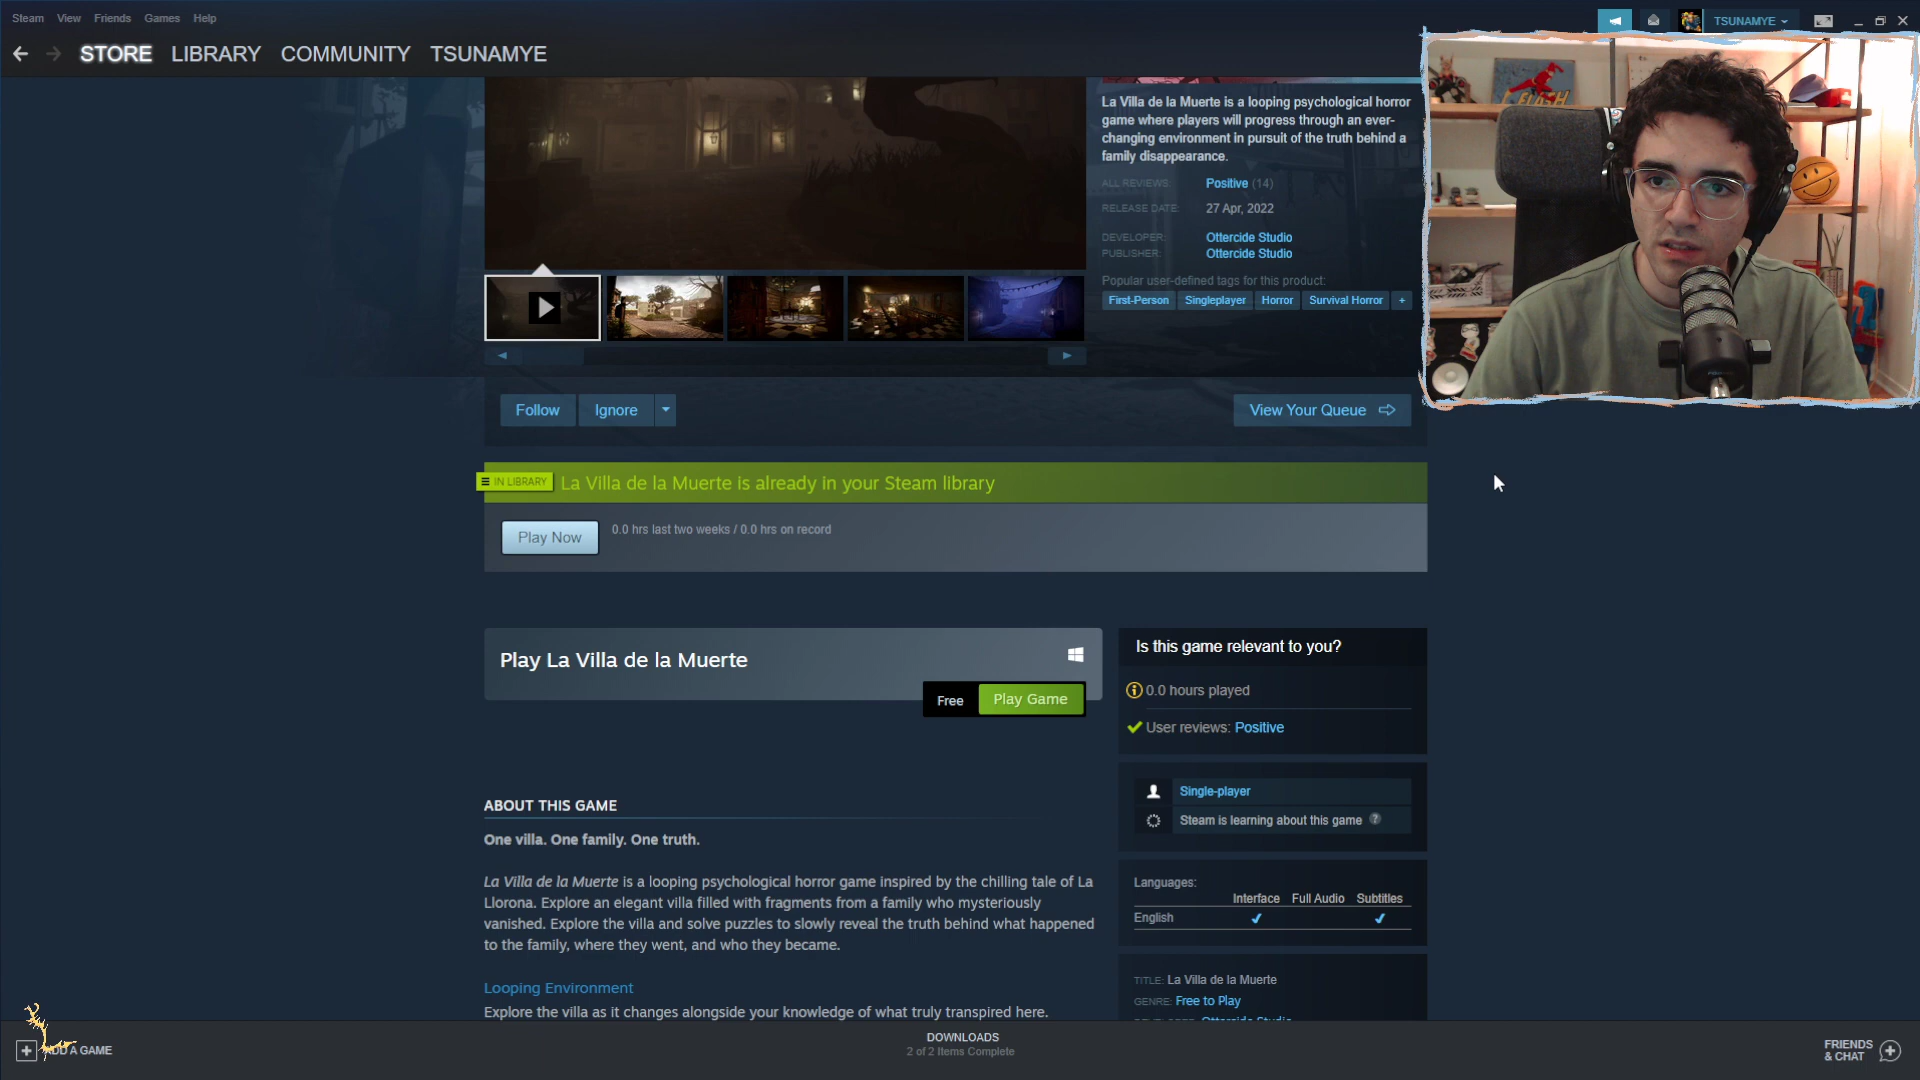 Steam View Friends Games Help
TSUNAMYE
STORE LIBRARY COMMUNITY TSUNAMYE
FLASH
La Villa de la Muerte is a looping psychological horror
game where players will progress through an ever-
changing environment in pursuit of the truth behind a
family disappearance.
ALL REVIEWS: Positive (14)
RELEASE DATE: 27 Apr, 2022
DEVELOPER: Ottercide Studio
PUBLISHER: Ottercide Studio
Popular user-defined tags for this product:
First-Person Singleplayer Horror Survival Horror +
Follow Ignore View Your Queue
IN LIBRARY La Villa de la Muerte is already in your Steam library
Play Now 0.0 hrs last two weeks / 0.0 hrs on record
Play La Villa de la Muerte
Free Play Game
ABOUT THIS GAME
One villa. One family. One truth.
La Villa de la Muerte is a looping psychological horror game inspired by the chilling tale of La
Llorona. Explore an elegant villa filled with fragments from a family who mysteriously
vanished. Explore the villa and solve puzzles to slowly reveal the truth behind what happened
to the family, where they went, and who they became.
Looping Environment
Explore the villa as it changes alongside your knowledge of what truly transpired here.
Is this game relevant to you?
0.0 hours played
User reviews: Positive
Single-player
Steam is learning about this game ?
Languages:
Interface Full Audio Subtitles
English
TITLE: La Villa de la Muerte
GENRE: Free to Play
DEVELOPER: Ottercide Studio
ADD A GAME
DOWNLOADS
2 of 2 Items Complete
FRIENDS
& CHAT